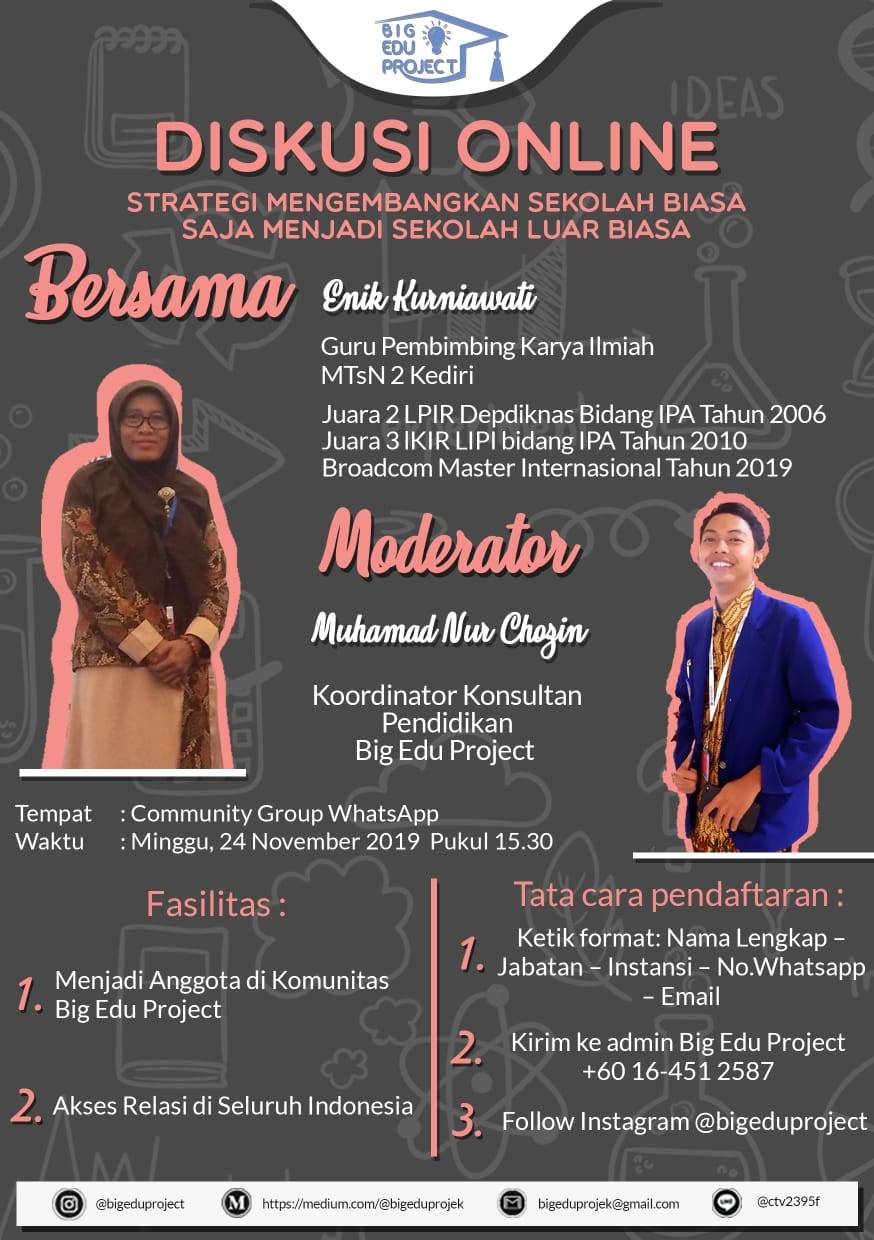 BIG
EDU
PROJECT
IDEAS
DISKUSI ONLINE
STRATEGI MENGEMBANGKAN SEKOLAH BIASA
SAJA MENJADI SEKOLAH LUAR BIASA
Bersama
Enik Kurniawati
Guru Pembimbing Karya Ilmiah
MTsN 2 Kediri
Juara 2 LPIR Depdiknas Bidang IPA Tahun 2006
Juara 3 IKIR LIPI bidang IPA Tahun 2010
Broadcom Master Internasional Tahun 2019
Moderator
Muhamad Nur Chozin
Koordinator Konsultan
Pendidikan
Big Edu Project
Tempat : Community Group WhatsApp
Waktu : Minggu, 24 November 2019 Pukul 15.30
Fasilitas :
1. Menjadi Anggota di Komunitas
Big Edu Project
2. Akses Relasi di Seluruh Indonesia
Tata cara pendaftaran :
1. Ketik format: Nama Lengkap –
Jabatan – Instansi – No.Whatsapp
– Email
2. Kirim ke admin Big Edu Project
+60 16-451 2587
3. Follow Instagram @bigeduproject
@bigeduproject
https://medium.com/@bigeduprojek
bigeduprojek@gmail.com
@ctv2395f